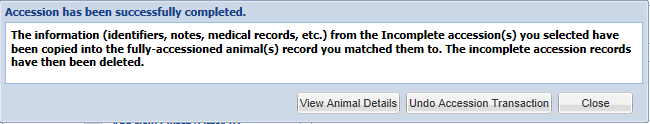 Accession has been successfully completed.
The information (identifiers, notes, medical records, etc.) from the Incomplete accession(s) you selected have
been copied into the fully-accessioned animal(s) record you matched them to. The incomplete accession records
have then been deleted.
View Animal Details
Undo Accession Transaction
Close